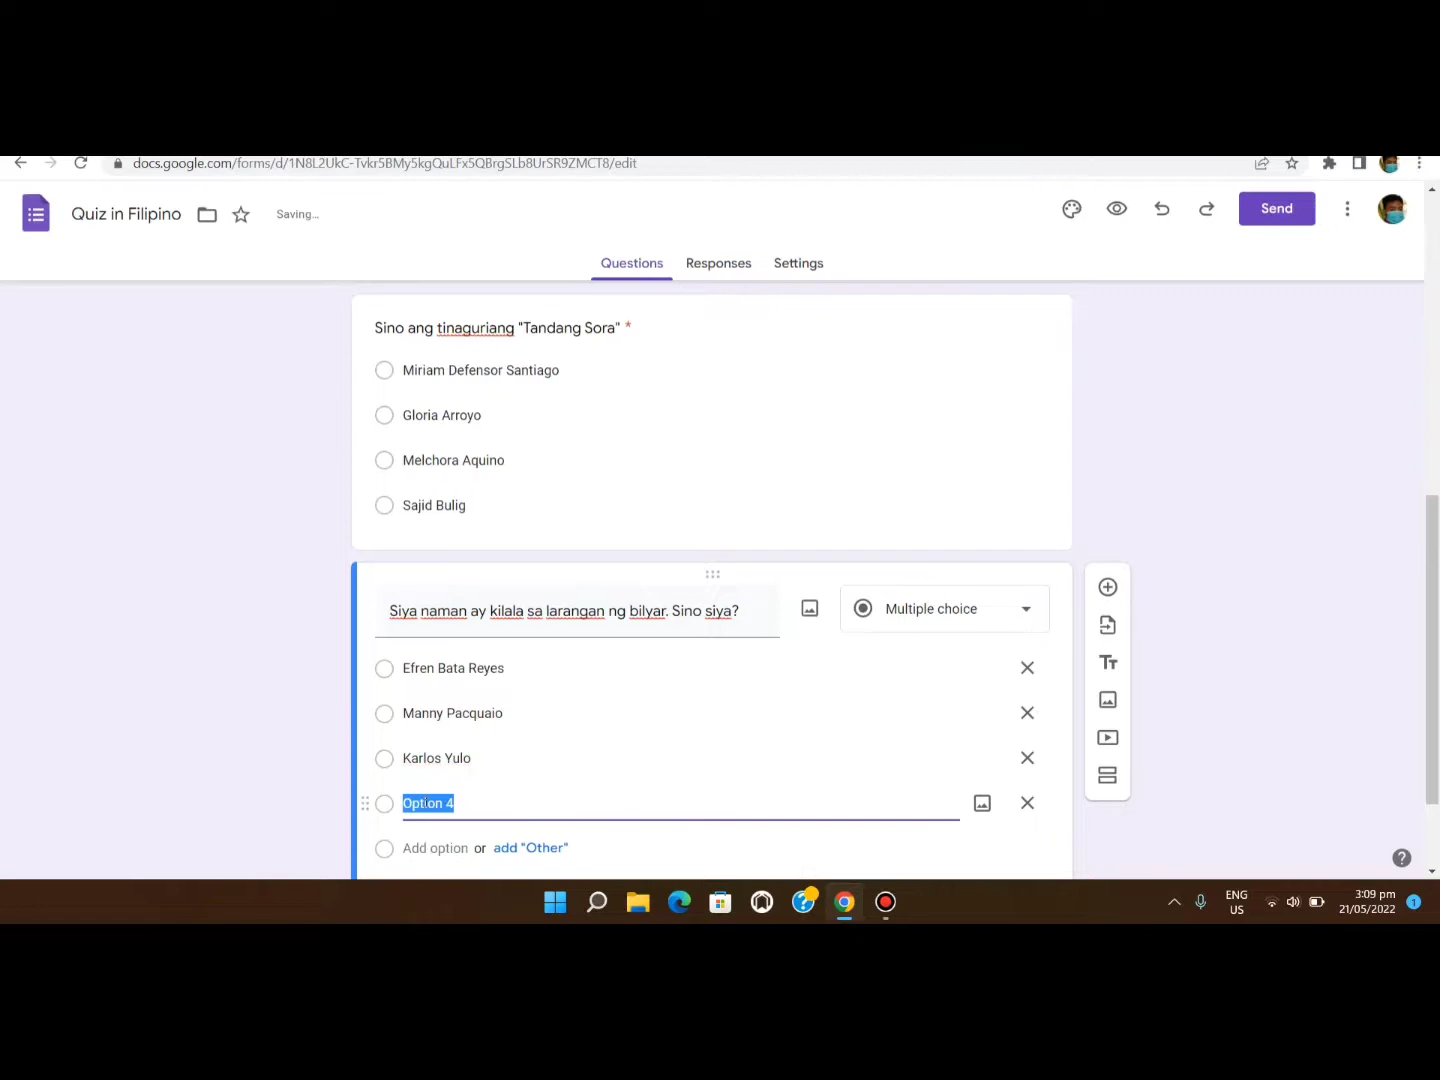 docs.google.com/forms/d/1N8L2UkC-Tvkr5BMy5kgQuLFx5QBrgSLb8UrSR9ZMCT8/edit
Quiz in Filipino
Saving...
Send
Questions
Responses
Settings
Sino ang tinaguriang "Tandang Sora" *
Miriam Defensor Santiago
Gloria Arroyo
Melchora Aquino
Sajid Bulig
Siya naman ay kilala sa larangan ng bilyar. Sino siya?
Multiple choice
Efren Bata Reyes
Manny Pacquaio
Karlos Yulo
Option 4
Add option or add "Other"
ENG
US
3:09 pm
21/05/2022
1